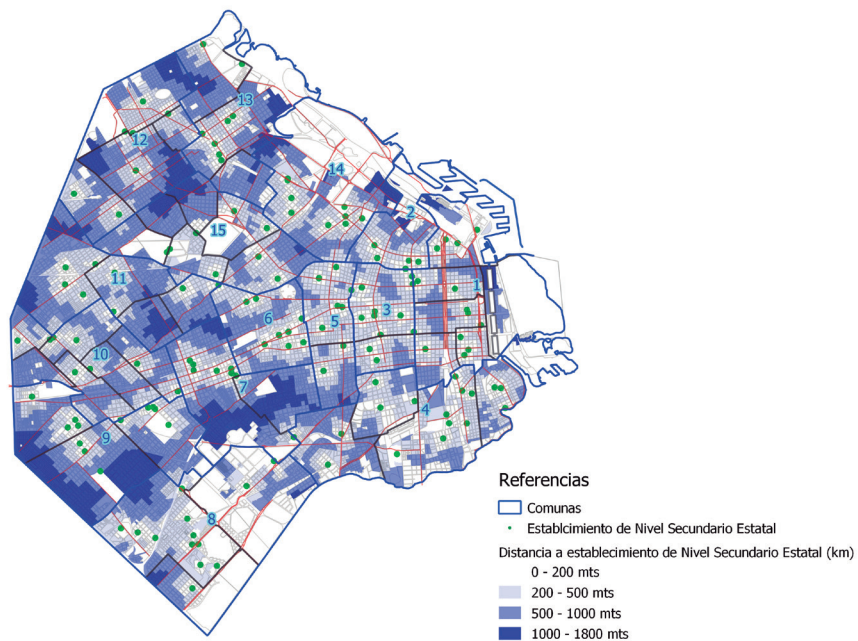 13
12
14
2
15
11
1
6
5
3
10
7
4
9
8
Referencias
Comunas
Establcimiento de Nivel Secundario Estatal
Distancia a establecimiento de Nivel Secundario Estatal (km)
0 - 200 mts
200 - 500 mts
500 - 1000 mts
1000 - 1800 mts